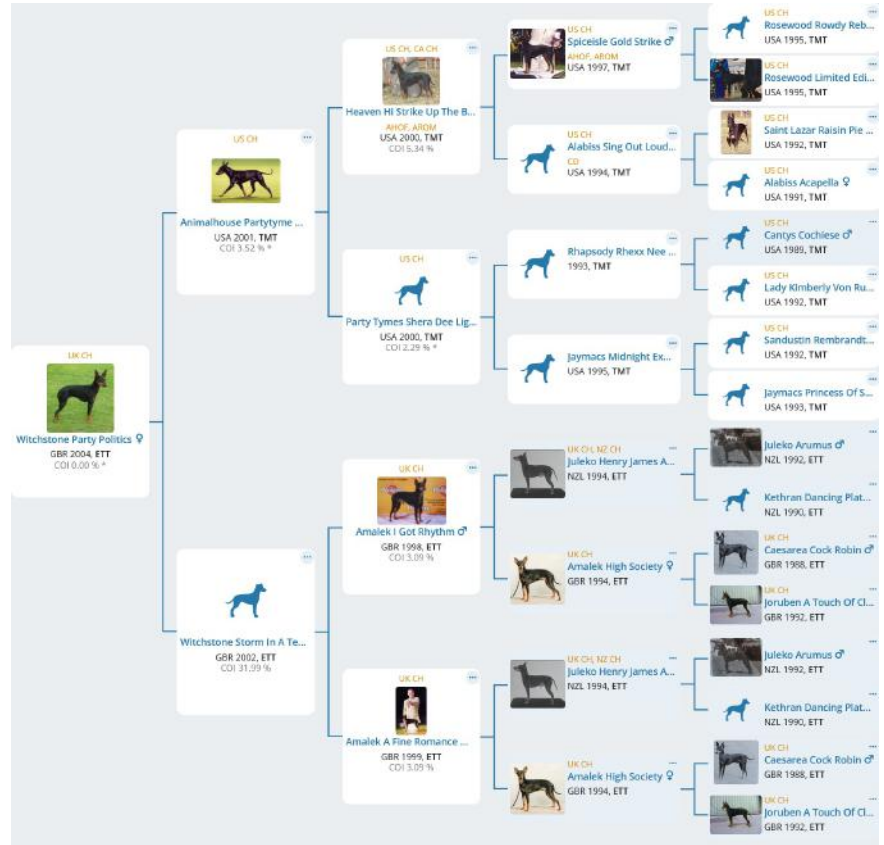 UK CH
Witchstone Party Politics ♀
GBR 2004, ETT
COI 0.00 % *
US CH
Animalhouse Partytyme ...
USA 2001, TMT
COI 3.52 % *
Witchstone Storm In A Te...
GBR 2002, ETT
COI 31.99 %
US CH, CA CH
Heaven Hi Strike Up The B...
AHOF, AROM
USA 2000, TMT
COI 5.34 %
US CH
Party Tymes Shera Dee Lig...
USA 2000, TMT
COI 2.29 % *
UK CH
Amalek I Got Rhythm ♂
GBR 1998, ETT
COI 3.09 %
UK CH
Amalek A Fine Romance ...
GBR 1999, ETT
COI 3.09 %
US CH
Spiceisle Gold Strike ♂
AHOF, AROM
USA 1997, TMT
US CH
Alabiss Sing Out Loud...
CD
USA 1994, TMT
Rhapsody Rhexx Nee ...
1993, TMT
Jaymacs Midnight Ex...
USA 1995, TMT
UK CH, NZ CH
Juleko Henry James A...
NZL 1994, ETT
UK CH
Amalek High Society ♀
GBR 1994, ETT
UK CH, NZ CH
Juleko Henry James A...
NZL 1994, ETT
UK CH
Amalek High Society ♀
GBR 1994, ETT
US CH
Rosewood Rowdy Reb...
USA 1995, TMT
US CH
Rosewood Limited Edi...
USA 1995, TMT
US CH
Saint Lazar Raisin Pie ...
USA 1992, TMT
US CH
Alabiss Acapella ♀
USA 1991, TMT
US CH
Cantys Cochiese ♂
USA 1989, TMT
US CH
Lady Kimberly Von Ru...
USA 1992, TMT
US CH
Sandustin Rembrandt...
USA 1992, TMT
Jaymacs Princess Of S...
USA 1993, TMT
Juleko Arumus ♂
NZL 1992, ETT
Kethran Dancing Plat...
NZL 1990, ETT
UK CH
Caesarea Cock Robin ♂
GBR 1988, ETT
UK CH
Joruben A Touch Of Cl...
GBR 1992, ETT
Juleko Arumus ♂
NZL 1992, ETT
Kethran Dancing Plat...
NZL 1990, ETT
UK CH
Caesarea Cock Robin ♂
GBR 1988, ETT
UK CH
Joruben A Touch Of Cl...
GBR 1992, ETT